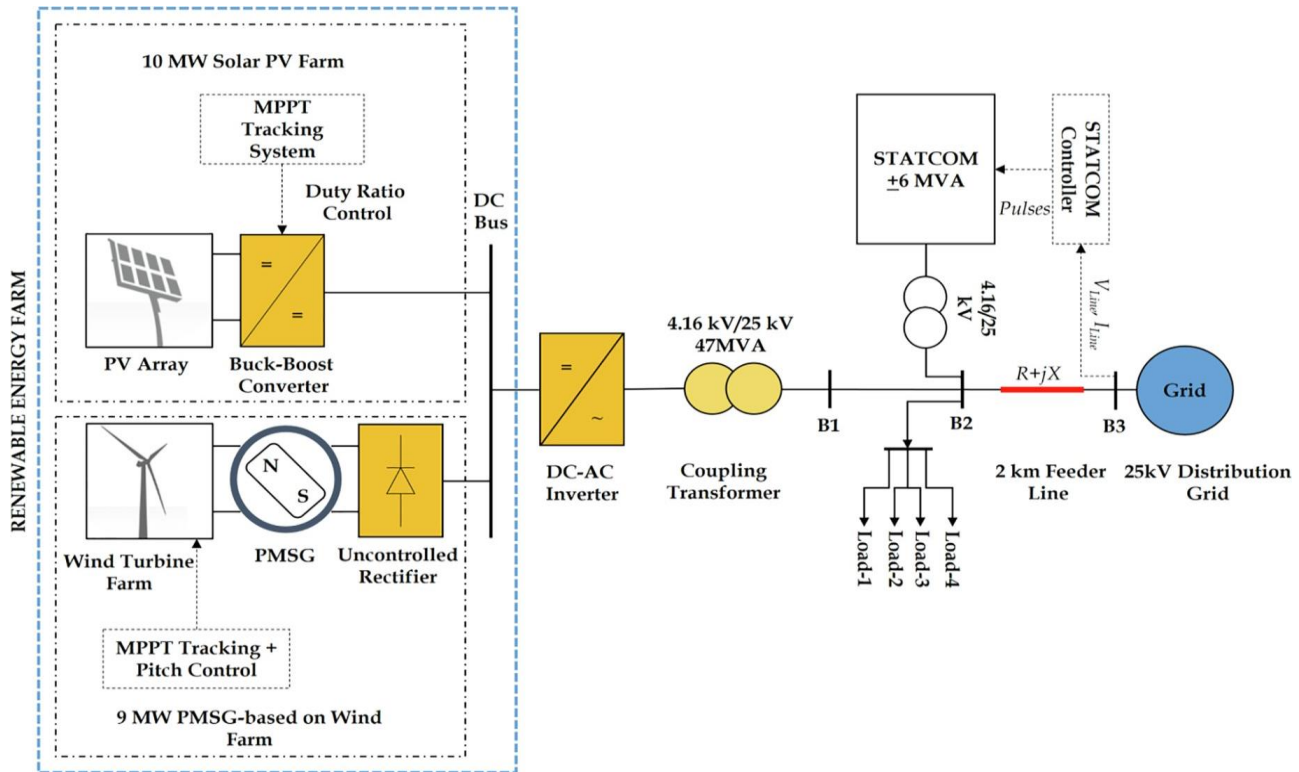 RENEWABLE ENERGY FARM
10 MW Solar PV Farm
MPPT
Tracking
System
Duty Ratio
Control
DC
Bus
=
=
PV Array
Buck-Boost
Converter
N
S
Wind Turbine
Farm
PMSG
Uncontrolled
Rectifier
MPPT Tracking +
Pitch Control
9 MW PMSG-based on Wind
Farm
=
~
DC-AC
Inverter
4.16 kV/25 kV
47MVA
Coupling
Transformer
B1
STATCOM
±6 MVA
Pulses
STATCOM
Controller
4.16/25
kV
V_Line, I_Line
B2
R+jX
B3
Grid
2 km Feeder
Line
25kV Distribution
Grid
Load-1
Load-2
Load-3
Load-4